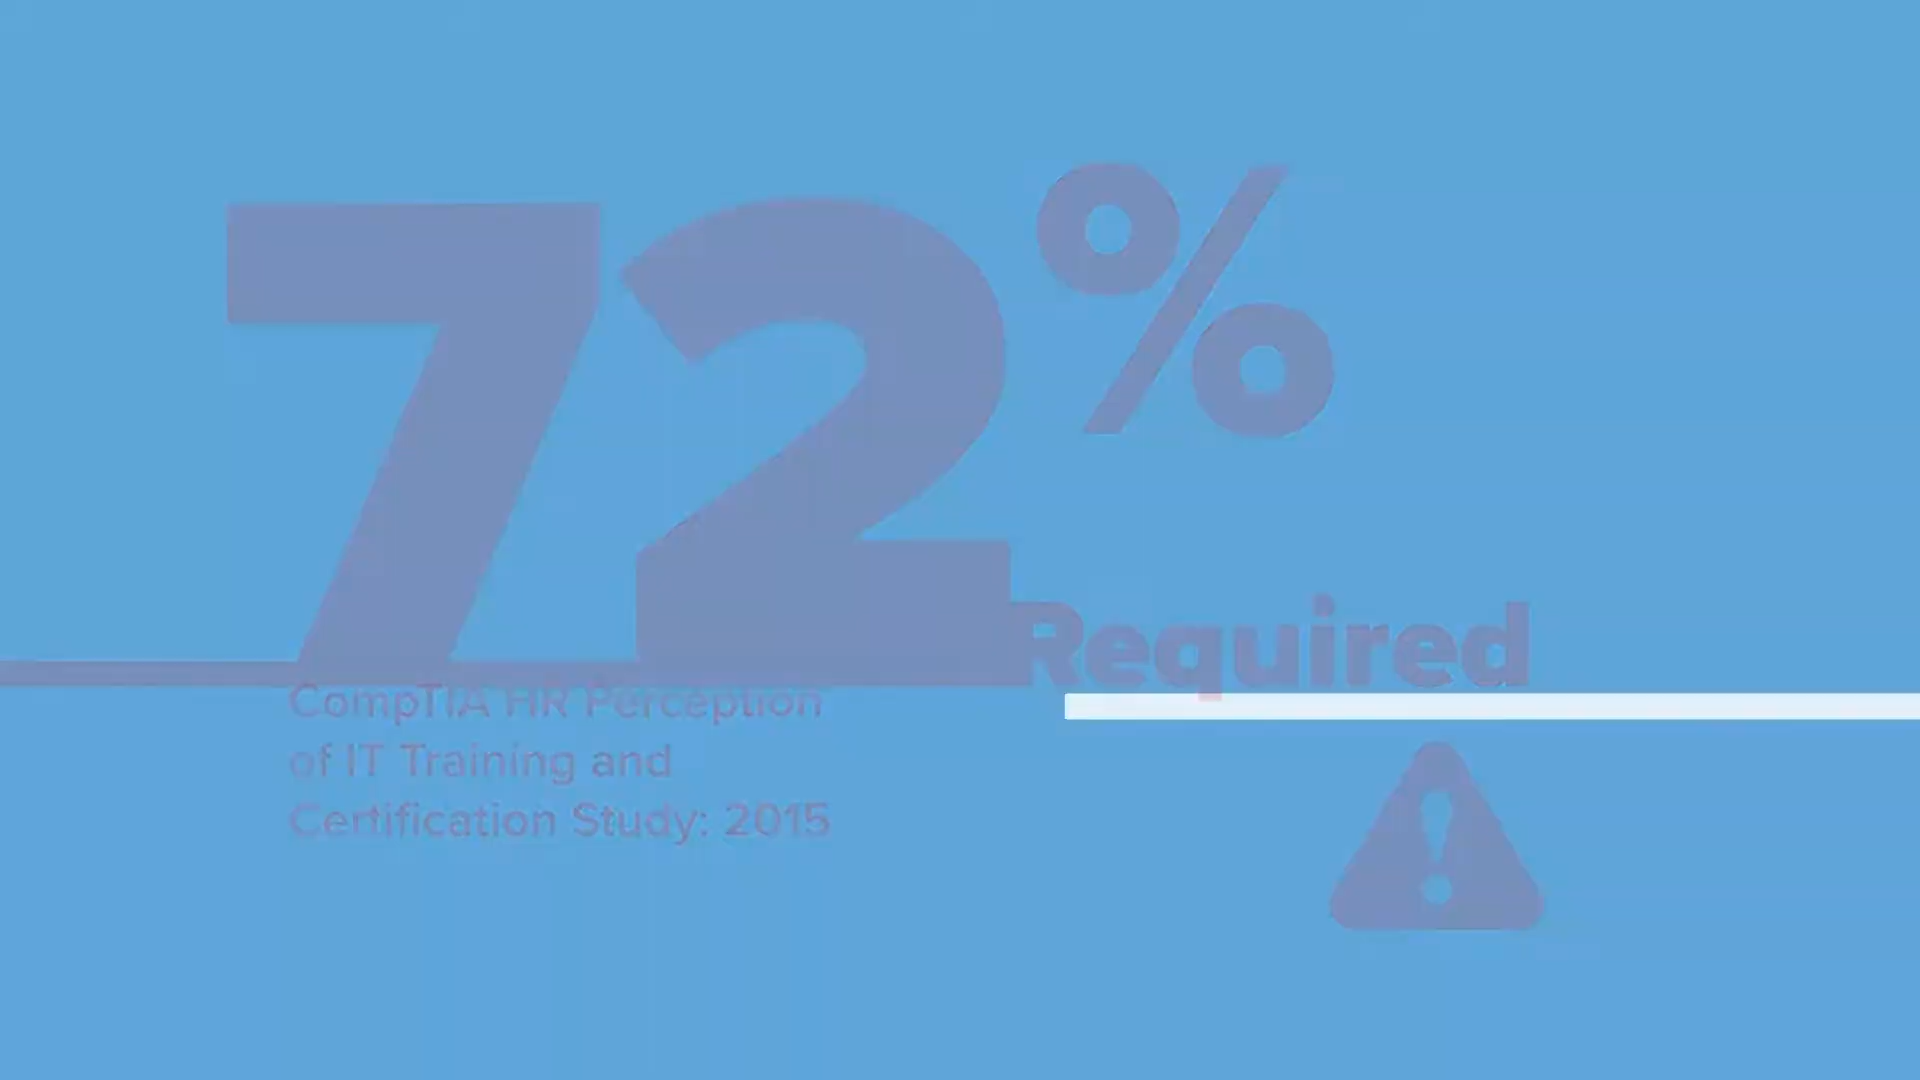 72%
Required
CompTIA HR Perception
of IT Training and
Certification Study: 2015